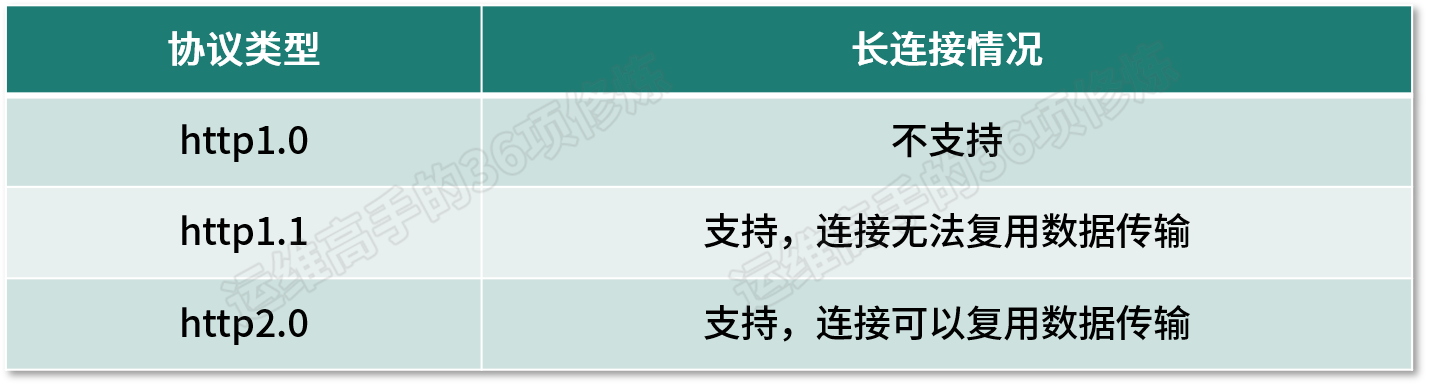 协议类型
长连接情况
http1.0
不支持
http1.1
支持，连接无法复用数据传输
http2.0
支持，连接可以复用数据传输
运维高手的36项修炼
运维高手的36项修炼